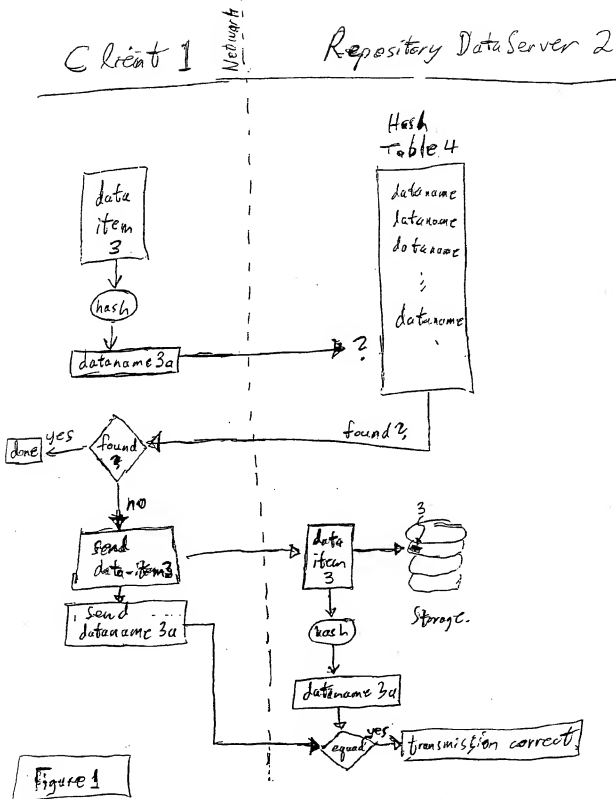 Client 1
Network
Repository DataServer 2
Hash
Table 4
data
item
3
dataname
dataname
dataname
dataname
hash
dataname 3a
?
found?
yes
done
found
?
no
send
data-item 3
data
item
3
3
Storage.
send
dataname 3a
hash
dataname 3a
equal
yes
transmission correct
Figure 1